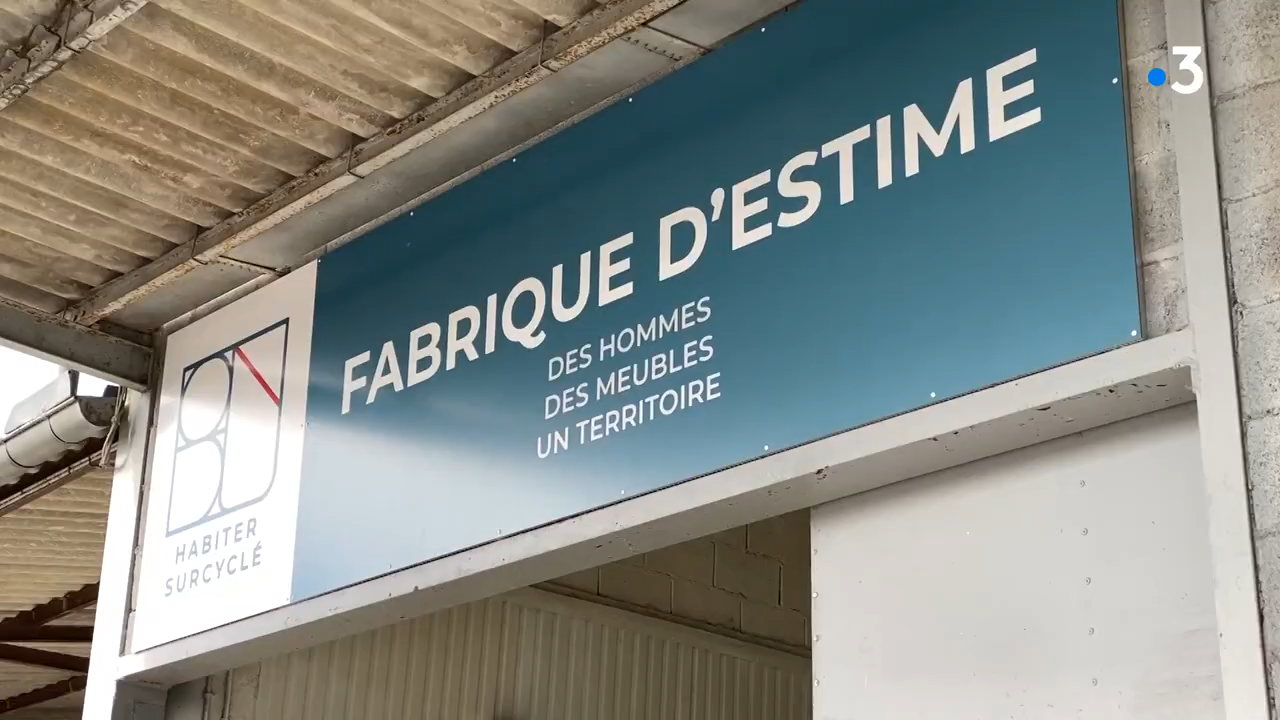 FABRIQUE D'ESTIME
DES HOMMES
DES MEUBLES
UN TERRITOIRE
HABITER
SURCYCLÉ
3